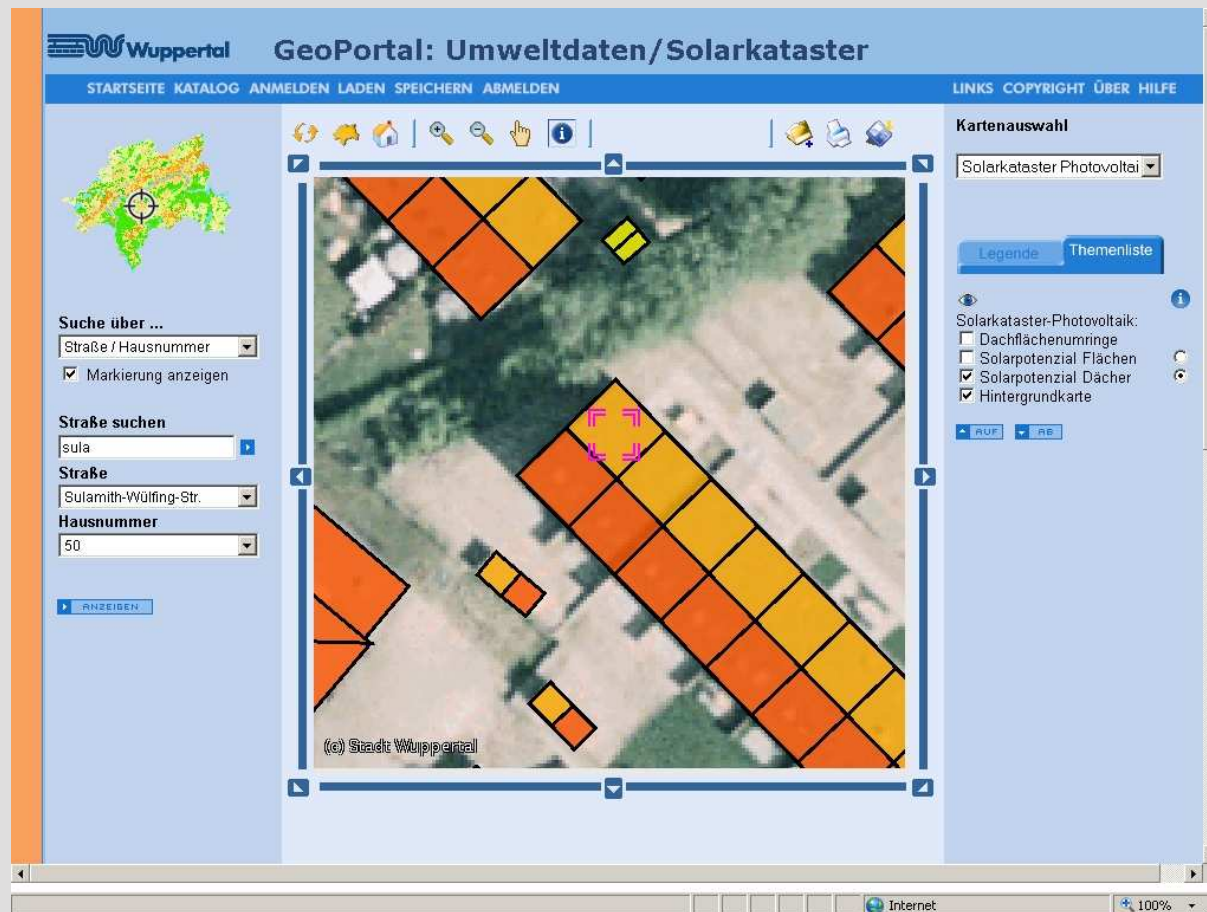 Wuppertal
GeoPortal: Umweltdaten/Solarkataster
STARTSEITE KATALOG ANMELDEN LADEN SPEICHERN ABMELDEN
LINKS COPYRIGHT ÜBER HILFE
Suche über ...
Straße / Hausnummer
Markierung anzeigen
Straße suchen
sula
Straße
Sulamith-Wülfing-Str.
Hausnummer
50
ANZEIGEN
(c) Stadt Wuppertal
Kartenauswahl
Solarkataster Photovoltai
Legende
Themenliste
Solarkataster-Photovoltaik:
Dachflächenumringe
Solarpotenzial Flächen
Solarpotenzial Dächer
Hintergrundkarte
AUF
AB
Internet
100%